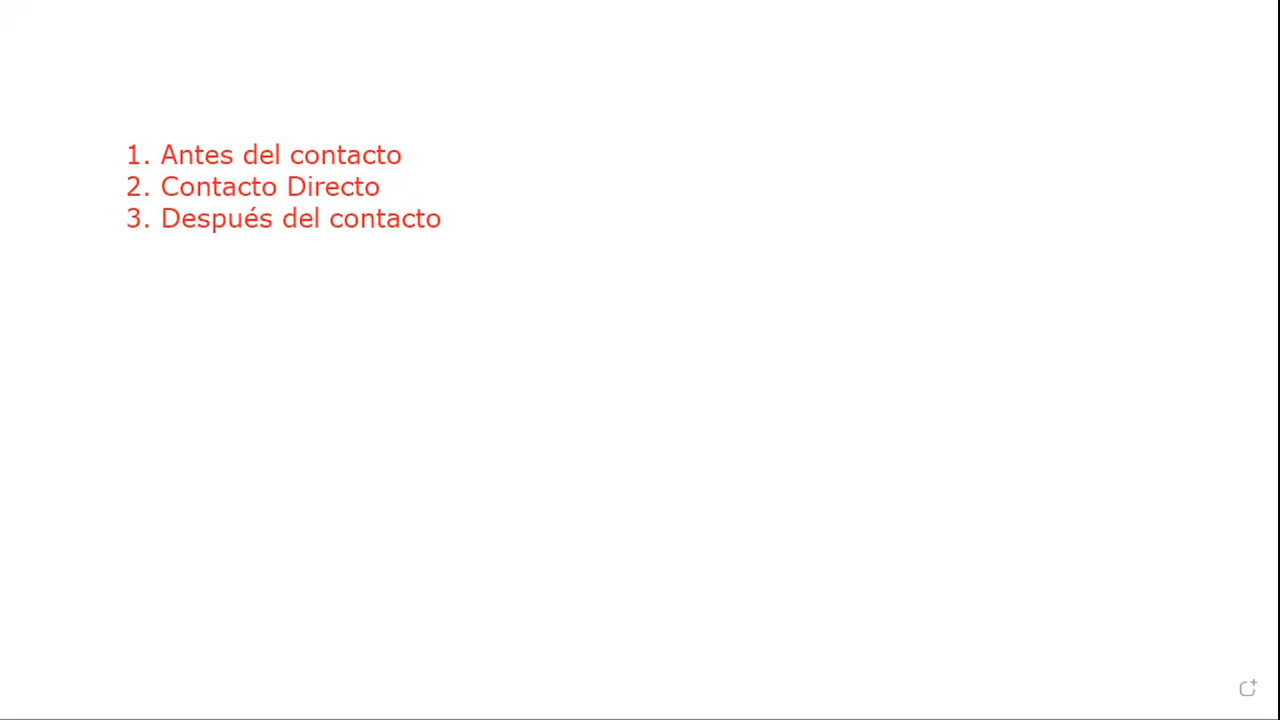 1. Antes del contacto
2. Contacto Directo
3. Después del contacto